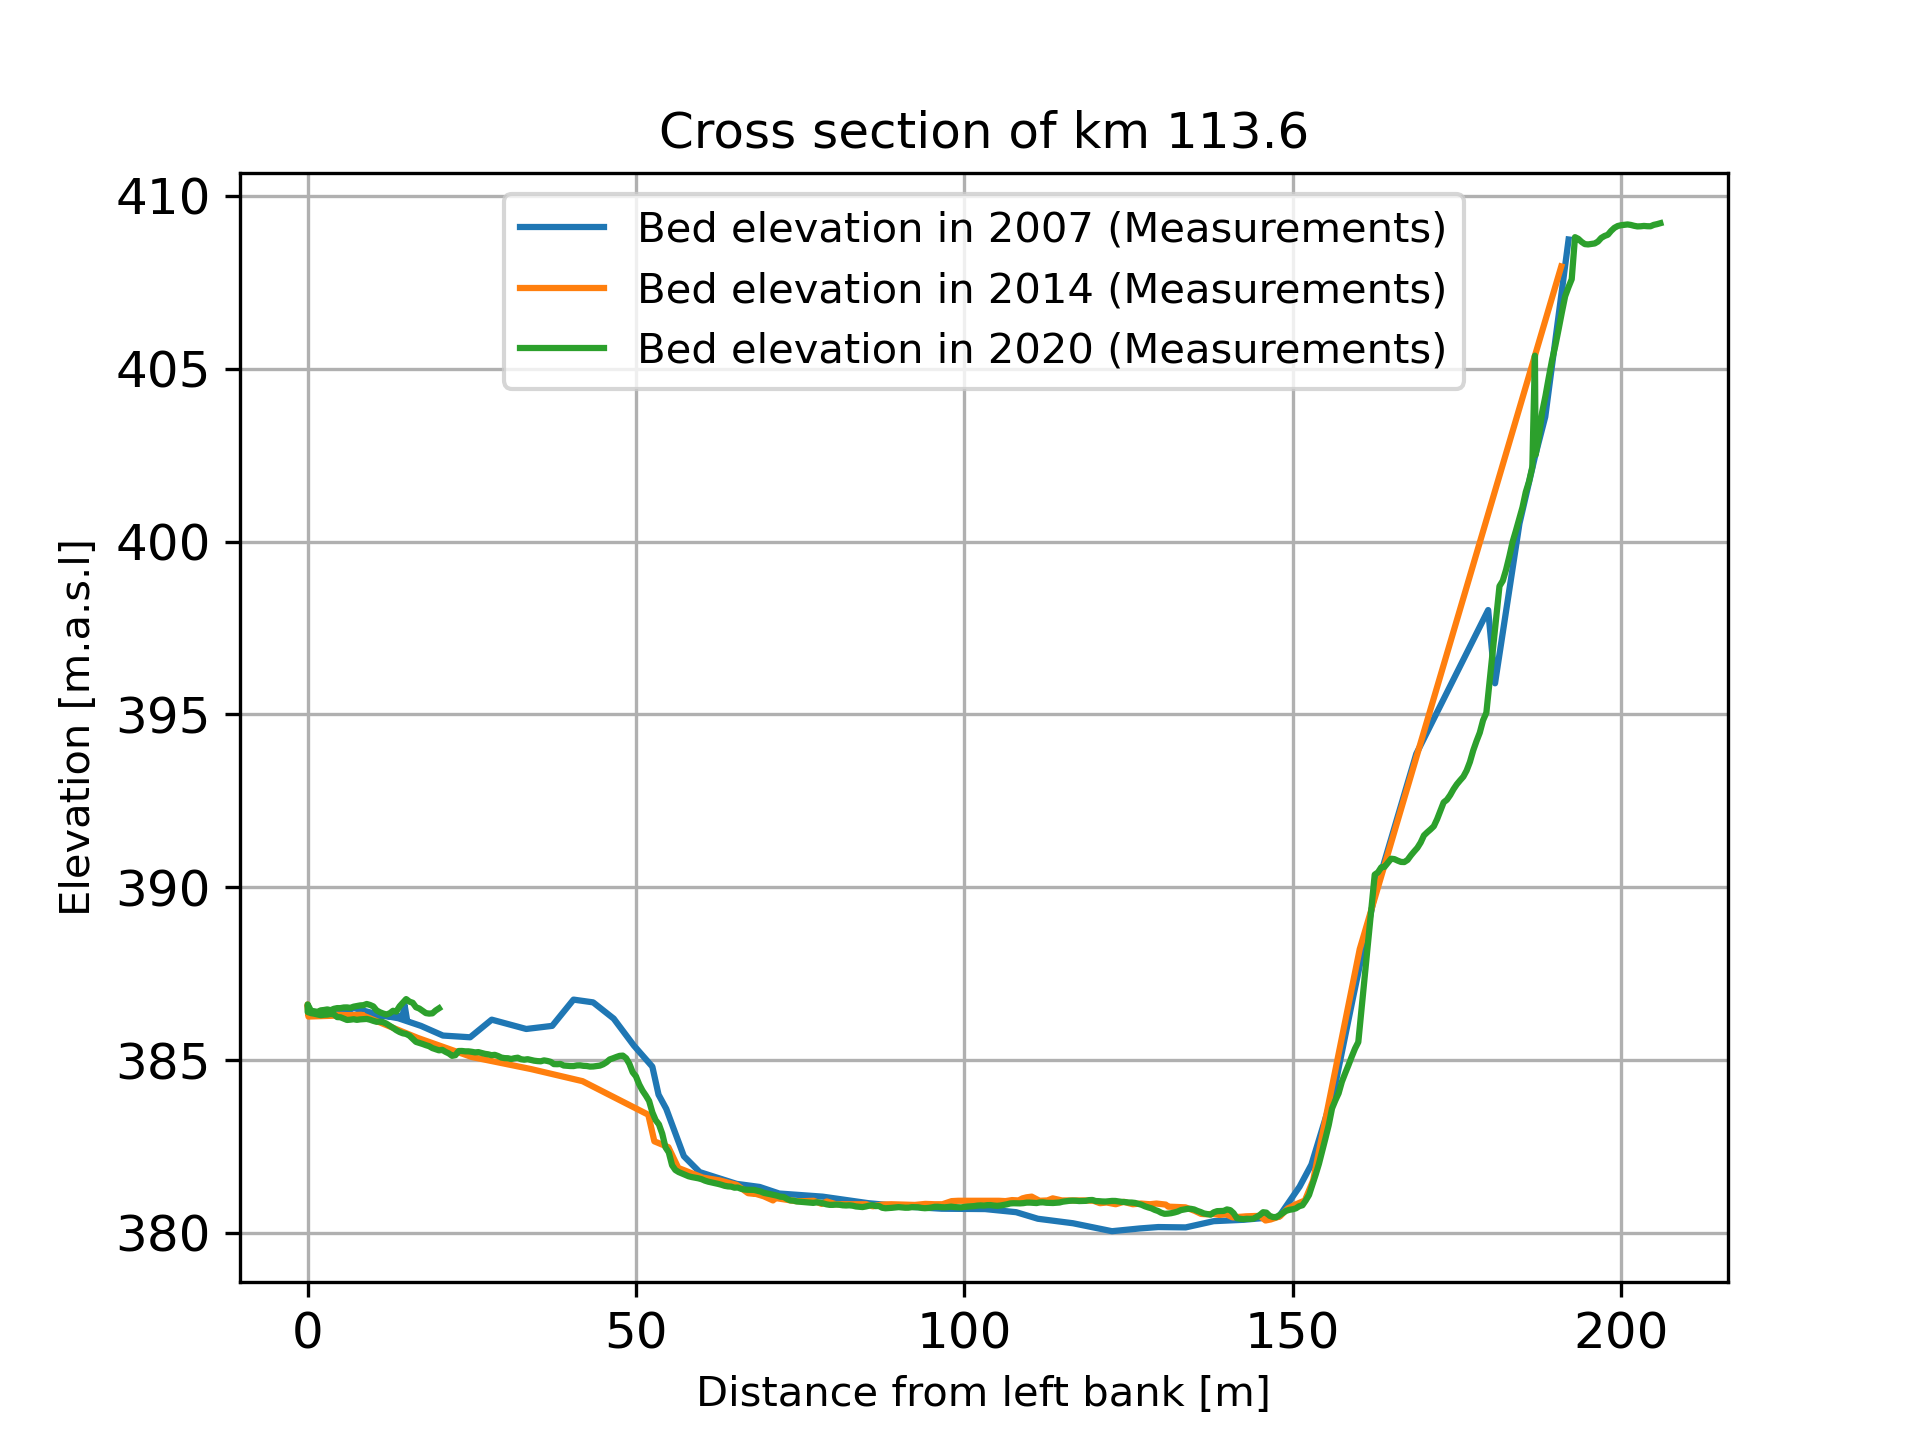 Cross section of km 113.6
Bed elevation in 2007 (Measurements)
Bed elevation in 2014 (Measurements)
Bed elevation in 2020 (Measurements)
Elevation [m.a.s.l]
410
405
400
395
390
385
380
0 50 100 150 200
Distance from left bank [m]